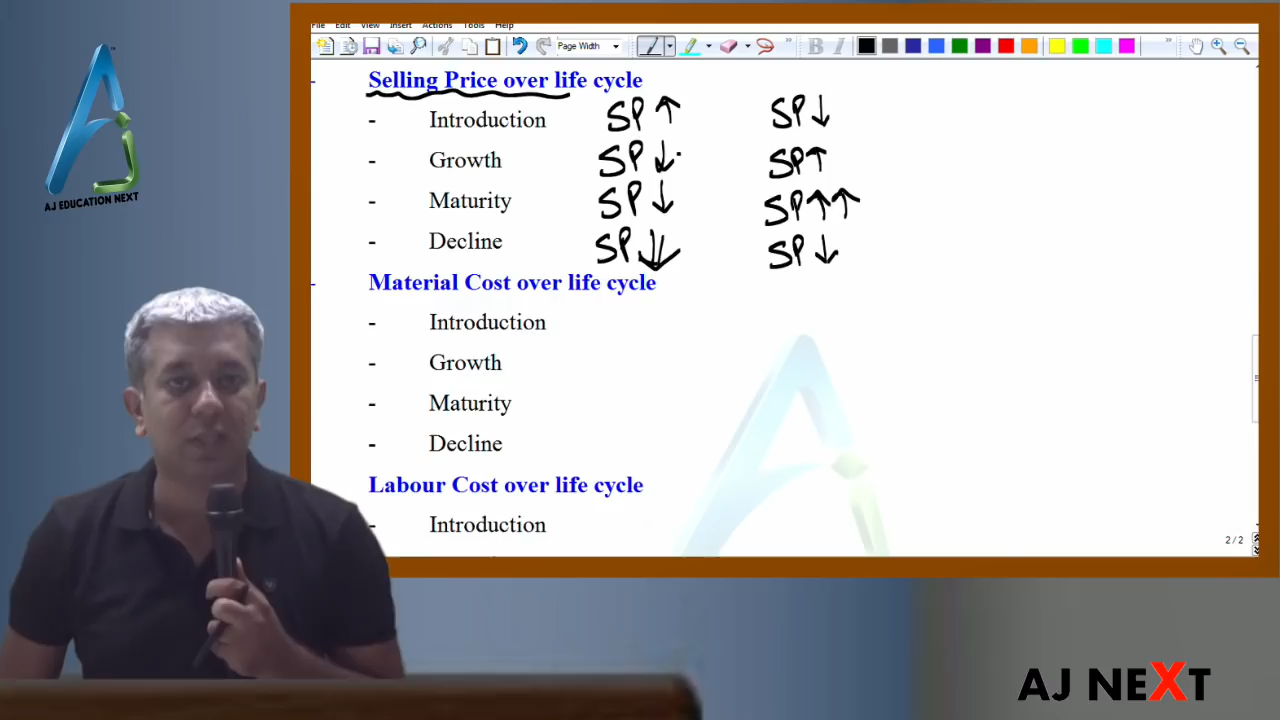 AJ EDUCATION NEXT
File Edit View Insert Actions Tools Help
Page Width
- Selling Price over life cycle
- Introduction SP ↑ SP ↓
- Growth SP ↓ SP ↑
- Maturity SP ↓ SP ↑↑
- Decline SP ↓↓ SP ↓
- Material Cost over life cycle
- Introduction
- Growth
- Maturity
- Decline
Labour Cost over life cycle
- Introduction
2 / 2
AJ NEXT